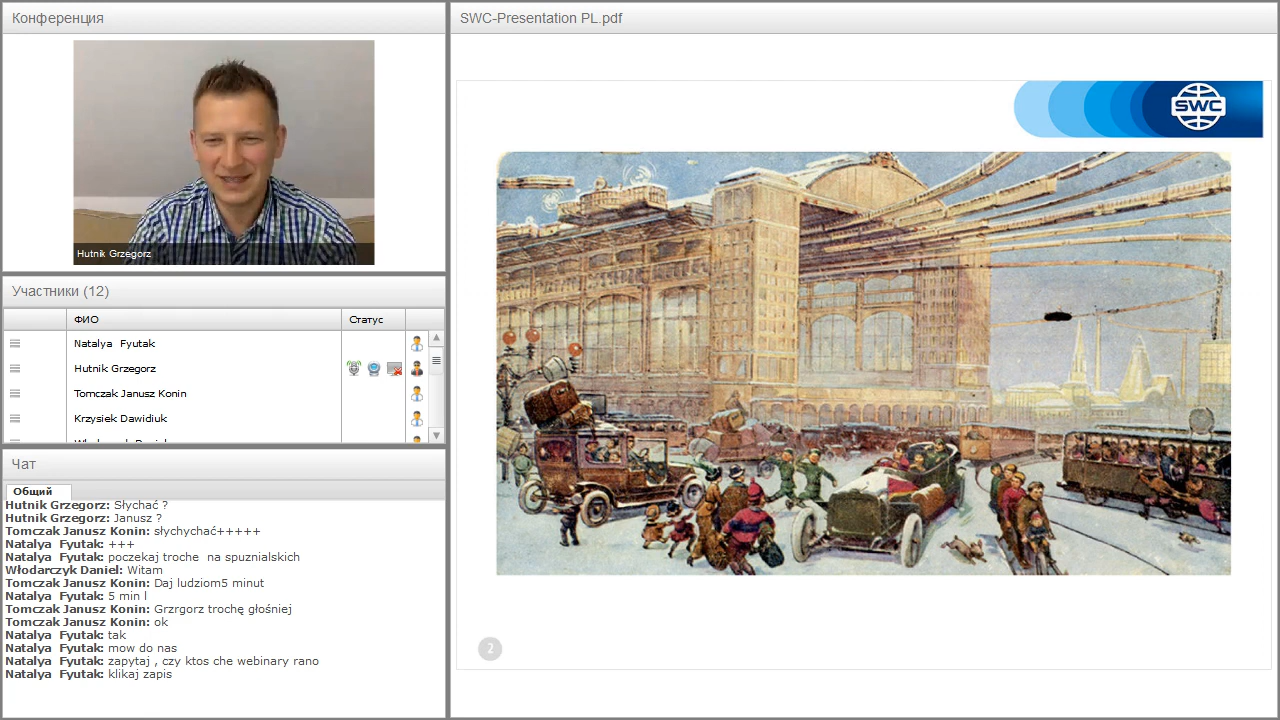 Конференция
Hutnik Grzegorz
Участники (12)
ФИО
Статус
Natalya Fyutak
Hutnik Grzegorz
Tomczak Janusz Konin
Krzysiek Dawidiuk
Чат
Общий
Hutnik Grzegorz: Słychać ?
Hutnik Grzegorz: Janusz ?
Tomczak Janusz Konin: słychychać+++++
Natalya Fyutak: +++
Natalya Fyutak: poczekaj troche na spuznialskich
Włodarczyk Daniel: Witam
Tomczak Janusz Konin: Daj ludziom5 minut
Natalya Fyutak: 5 min l
Tomczak Janusz Konin: Grzrgorz trochę głośniej
Tomczak Janusz Konin: ok
Natalya Fyutak: tak
Natalya Fyutak: mow do nas
Natalya Fyutak: zapytaj , czy ktos che webinary rano
Natalya Fyutak: klikaj zapis
SWC-Presentation PL.pdf
SWC
2